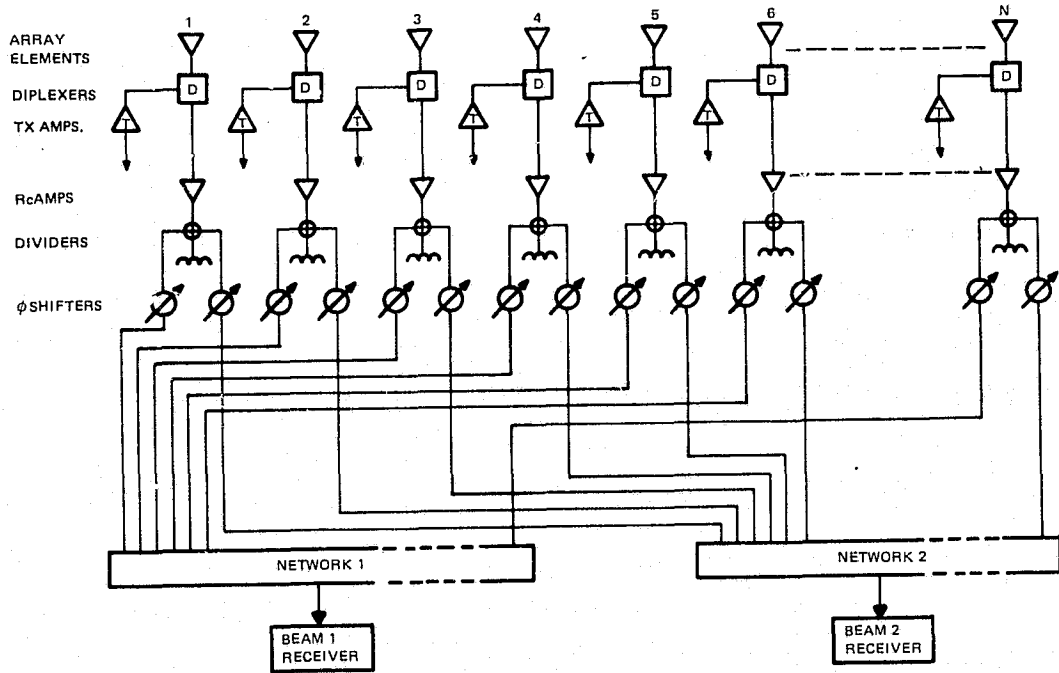 1 2 3 4 5 6 N
ARRAY
ELEMENTS
D D D D D D D
DIPLEXERS
TX AMPS.
T T T T T T T
RcAMPS
DIVIDERS
ϕ SHIFTERS
NETWORK 1
NETWORK 2
BEAM 1
RECEIVER
BEAM 2
RECEIVER